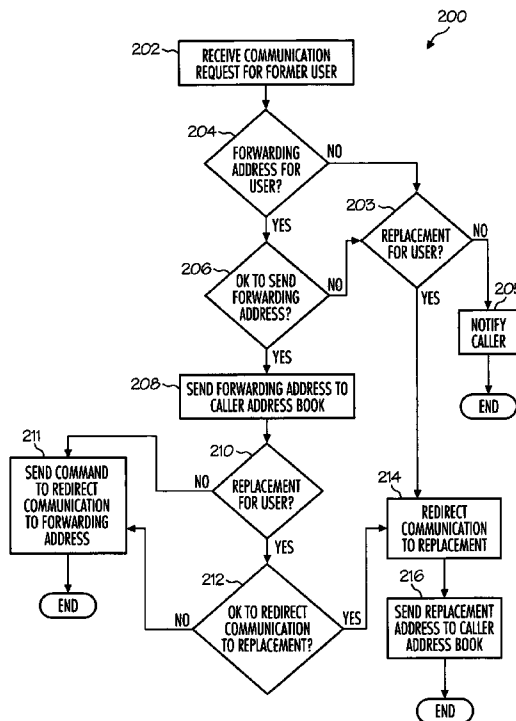 200
202
RECEIVE COMMUNICATION
REQUEST FOR FORMER USER
204
FORWARDING
ADDRESS FOR
USER?
NO
YES
203
REPLACEMENT
FOR USER?
NO
YES
205
NOTIFY
CALLER
END
206
OK TO SEND
FORWARDING
ADDRESS?
NO
YES
208
SEND FORWARDING ADDRESS TO
CALLER ADDRESS BOOK
210
REPLACEMENT
FOR USER?
NO
YES
211
SEND COMMAND
TO REDIRECT
COMMUNICATION
TO FORWARDING
ADDRESS
END
212
OK TO REDIRECT
COMMUNICATION
TO REPLACEMENT?
NO
YES
214
REDIRECT
COMMUNICATION
TO REPLACEMENT
216
SEND REPLACEMENT
ADDRESS TO CALLER
ADDRESS BOOK
END